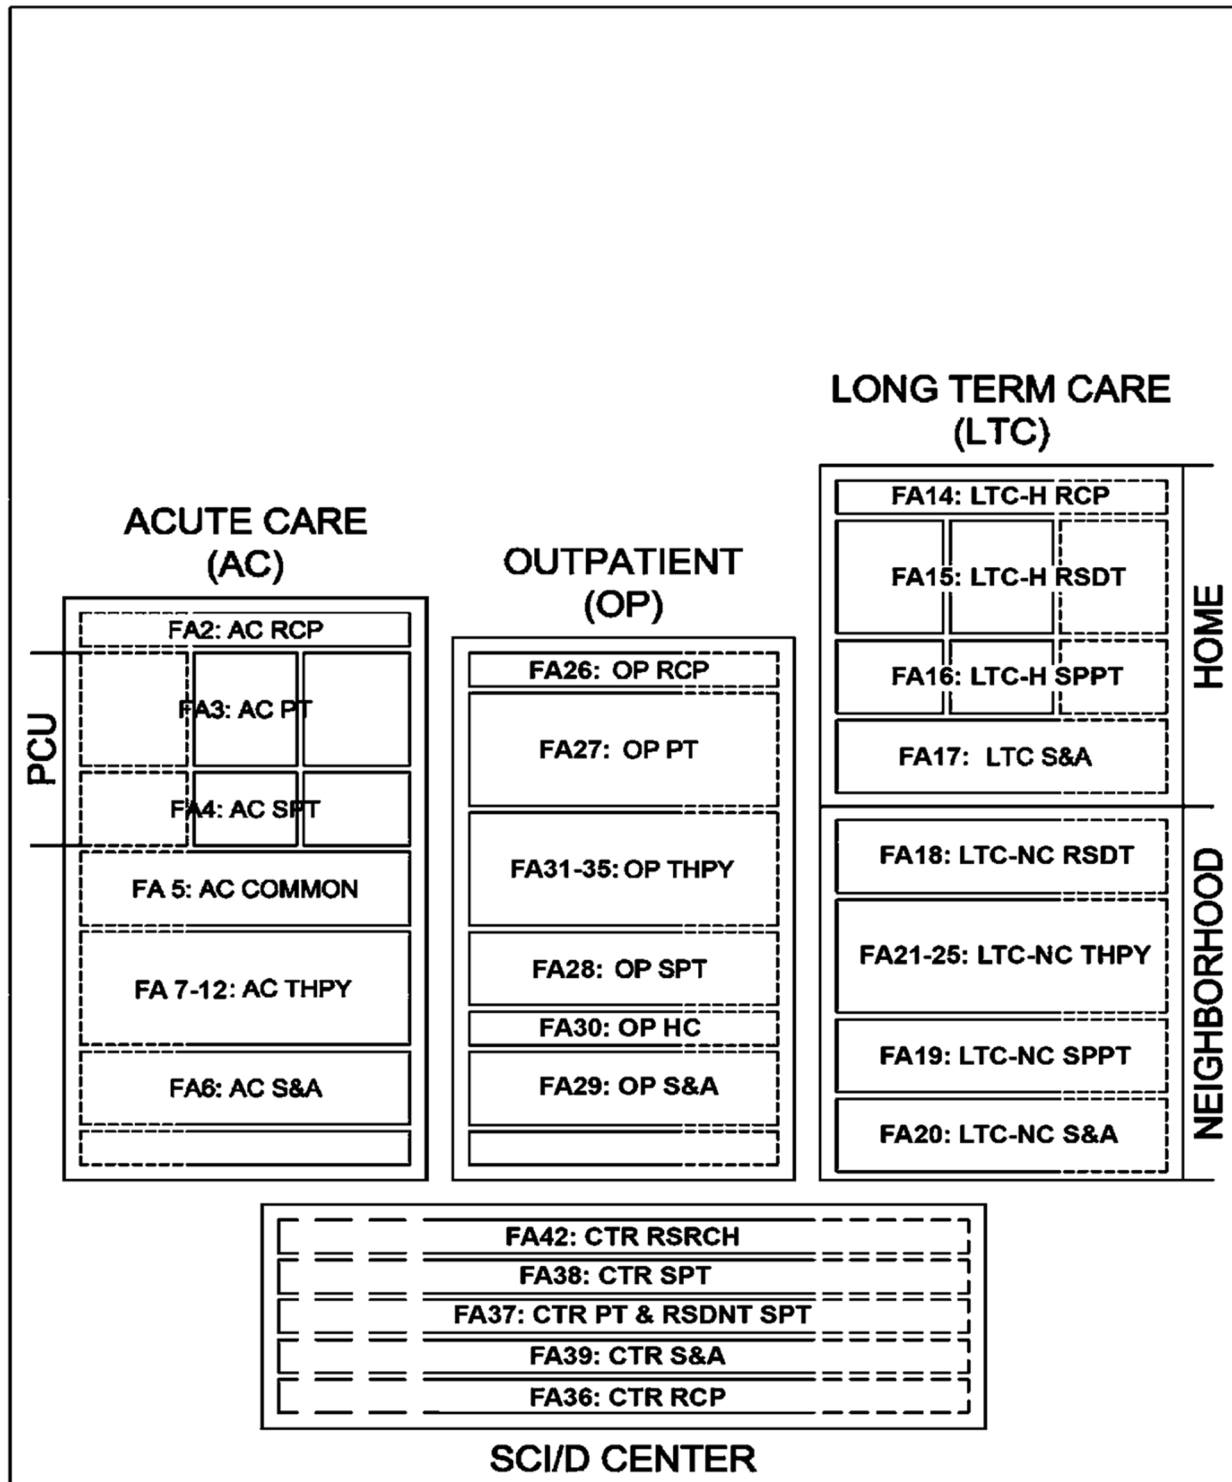 LONG TERM CARE
(LTC)
FA14: LTC-H RCP
FA15: LTC-H RSDT
FA16: LTC-H SPPT
FA17: LTC S&A
HOME
FA18: LTC-NC RSDT
FA21-25: LTC-NC THPY
FA19: LTC-NC SPPT
FA20: LTC-NC S&A
NEIGHBORHOOD
ACUTE CARE
(AC)
FA2: AC RCP
FA3: AC PT
FA4: AC SPT
PCU
FA 5: AC COMMON
FA 7-12: AC THPY
FA6: AC S&A
OUTPATIENT
(OP)
FA26: OP RCP
FA27: OP PT
FA31-35: OP THPY
FA28: OP SPT
FA30: OP HC
FA29: OP S&A
FA42: CTR RSRCH
FA38: CTR SPT
FA37: CTR PT & RSDNT SPT
FA39: CTR S&A
FA36: CTR RCP
SCI/D CENTER